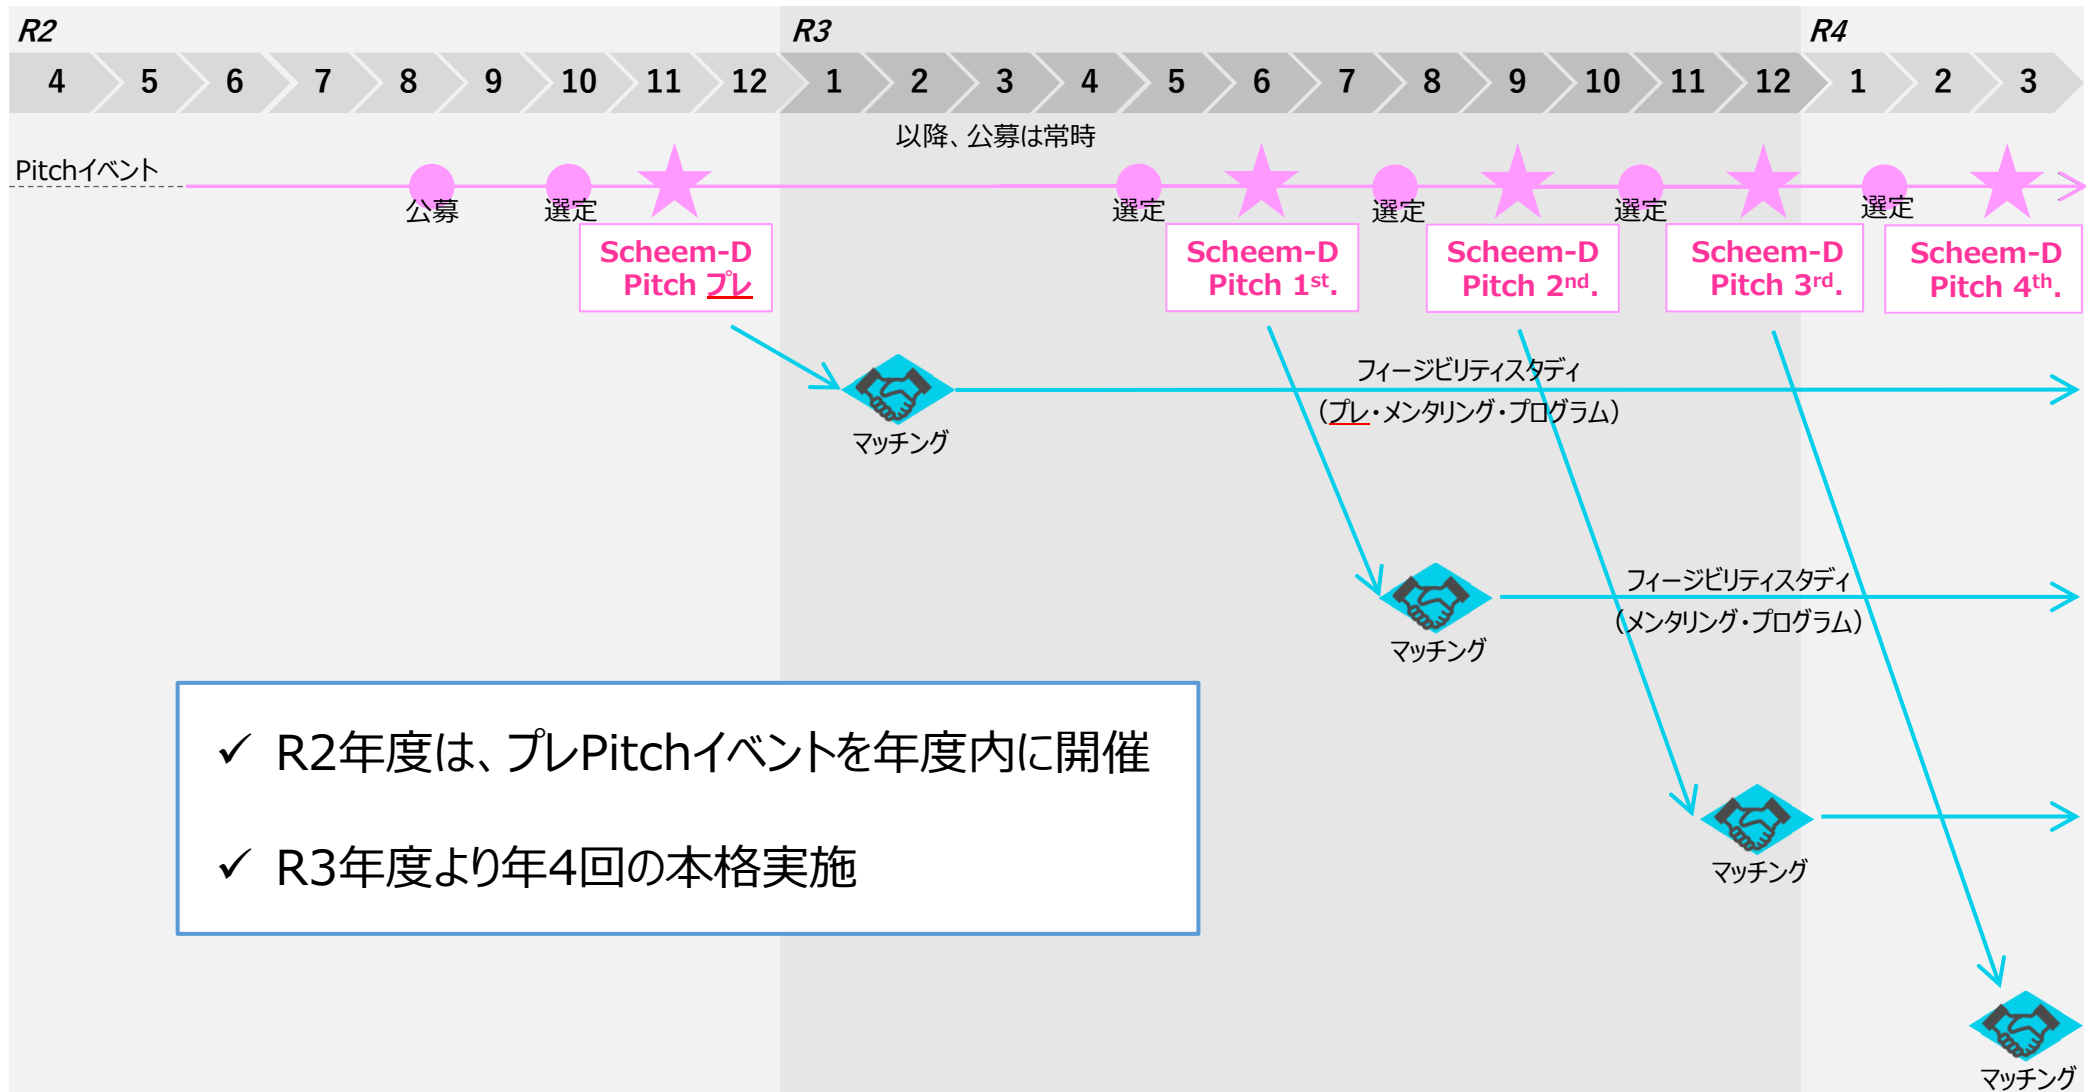 R2
R3
R4
4 5 6 7 8 9 10 11 12 1 2 3 4 5 6 7 8 9 10 11 12 1 2 3
以降、公募は常時
Pitchイベント
公募
選定
選定
選定
選定
選定
Scheem-D
Pitch プレ
Scheem-D
Pitch 1st.
Scheem-D
Pitch 2nd.
Scheem-D
Pitch 3rd.
Scheem-D
Pitch 4th.
フィージビリティスタディ
（プレ・メンタリング・プログラム）
マッチング
フィージビリティスタディ
（メンタリング・プログラム）
マッチング
✓ R2年度は、プレPitchイベントを年度内に開催
✓ R3年度より年4回の本格実施
マッチング
マッチング